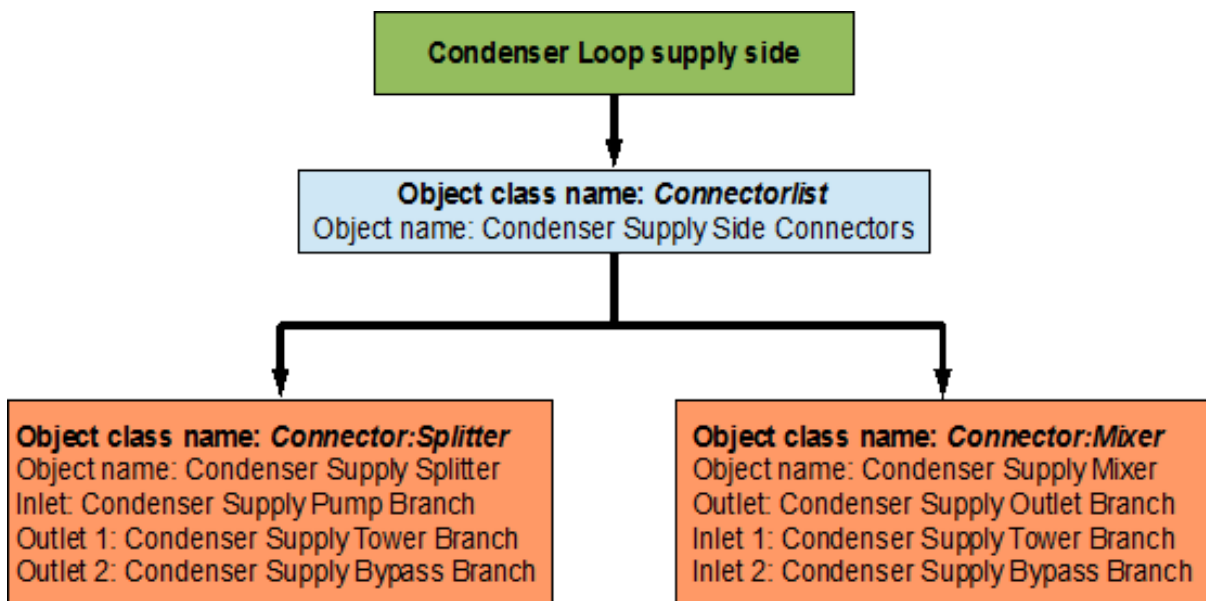 Condenser Loop supply side
Object class name: Connectorlist
Object name: Condenser Supply Side Connectors
Object class name: Connector:Splitter
Object name: Condenser Supply Splitter
Inlet: Condenser Supply Pump Branch
Outlet 1: Condenser Supply Tower Branch
Outlet 2: Condenser Supply Bypass Branch
Object class name: Connector:Mixer
Object name: Condenser Supply Mixer
Outlet: Condenser Supply Outlet Branch
Inlet 1: Condenser Supply Tower Branch
Inlet 2: Condenser Supply Bypass Branch